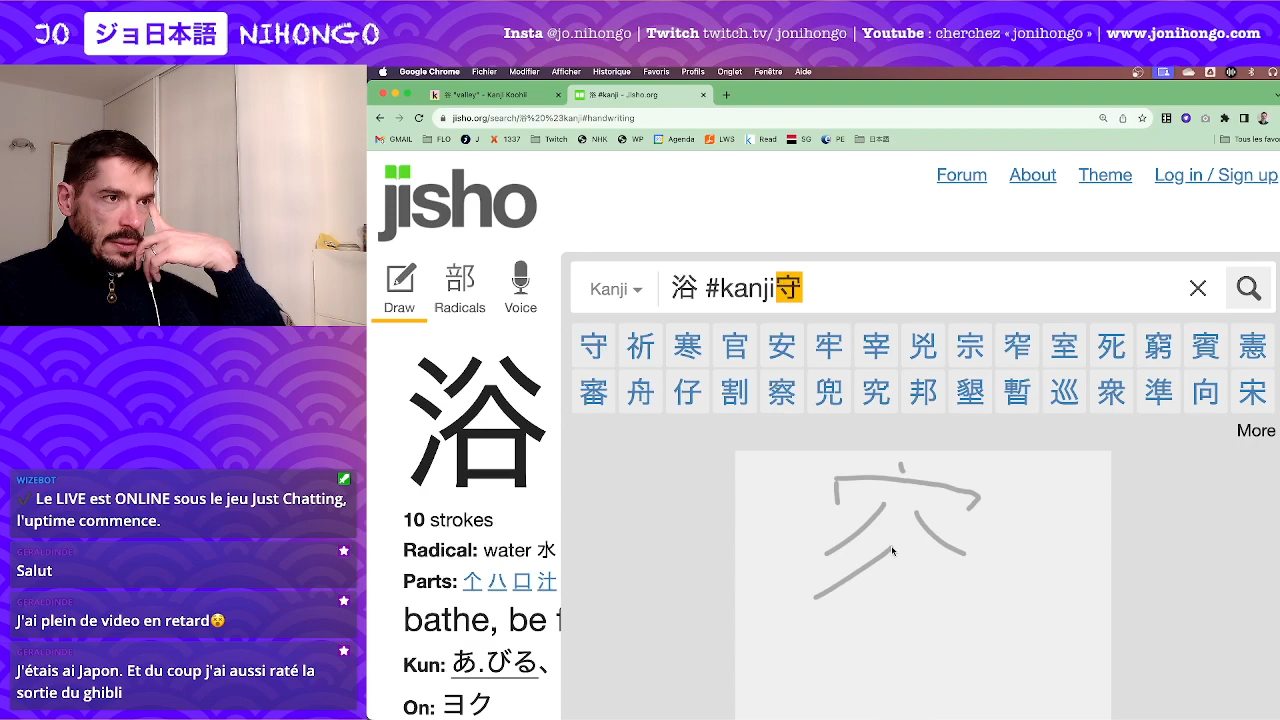 JO ジョ日本語 NIHONGO
Insta @jo.nihongo | Twitch twitch.tv/ jonihongo | Youtube : cherchez « jonihongo » | www.jonihongo.com
Google Chrome Fichier Modifier Afficher Historique Favoris Profils Onglet Fenêtre Aide
浴 "valley" - Kanji Koohii
浴 #kanji - Jisho.org
jisho.org/search/浴%20%23kanji#handwriting
GMAIL FLO J 1337 Twitch NHK WP Agenda LWS Read SG PE 日本語 Tous les favo
jisho
Forum About Theme Log in / Sign up
Draw 部 Radicals Voice
Kanji 浴 #kanji守
守 祈 寒 官 安 牢 宰 兇 宗 窄 室 死 窮 賓 憲
審 舟 仔 割 察 兜 究 邦 墾 暫 巡 衆 準 向 宋
More
浴
10 strokes
Radical: water 水
Parts: 个 ハ 口 汁
bathe, be f
Kun: あ.びる、
On: ヨク
WIZEBOT
Le LIVE est ONLINE sous le jeu Just Chatting,
l'uptime commence.
GERALDINDE
Salut
GERALDINDE
J'ai plein de video en retard😵
GERALDINDE
J'étais ai Japon. Et du coup j'ai aussi raté la
sortie du ghibli